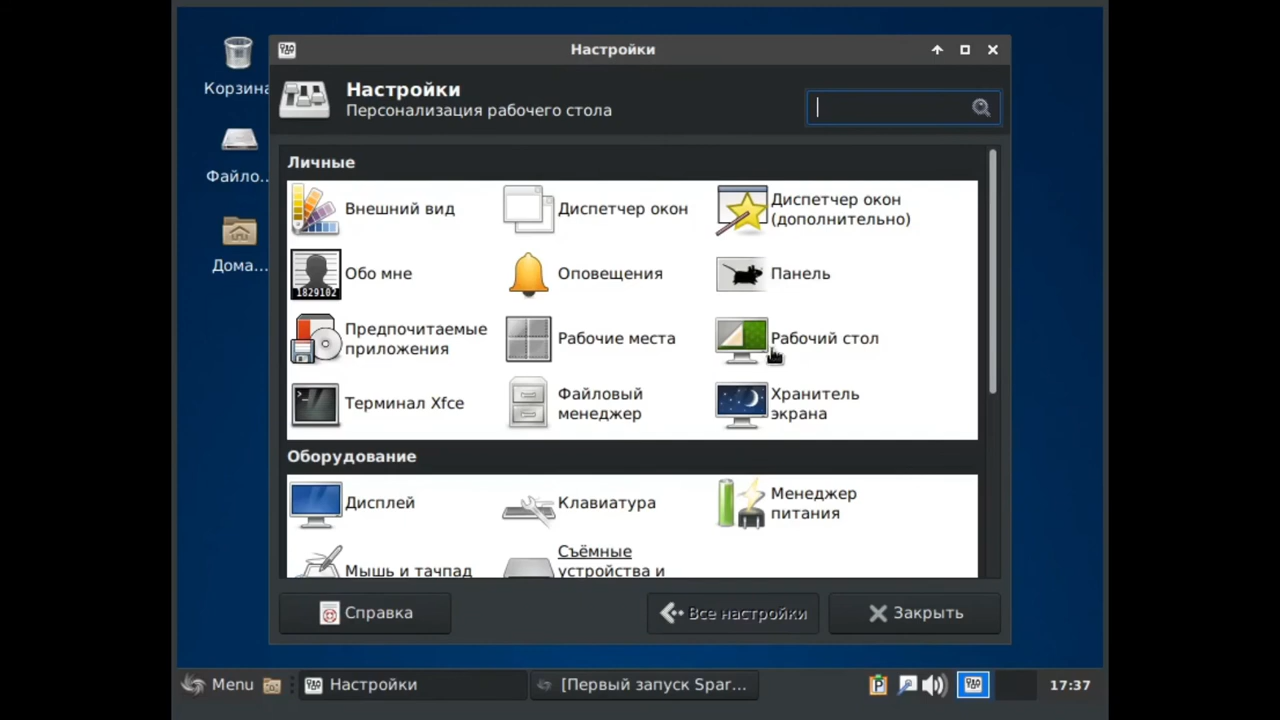 Настройки
Настройки
Персонализация рабочего стола
Корзина
Файло..
Дома...
Личные
Внешний вид
Диспетчер окон
Диспетчер окон
(дополнительно)
1829102
Обо мне
Оповещения
Панель
Предпочитаемые
приложения
Рабочие места
Рабочий стол
Терминал Xfce
Файловый
менеджер
Хранитель
экрана
Оборудование
Дисплей
Клавиатура
Менеджер
питания
Мышь и тачпад
Съёмные
устройства и
Справка
Все настройки
Закрыть
Menu
Настройки
[Первый запуск Spar...
17:37